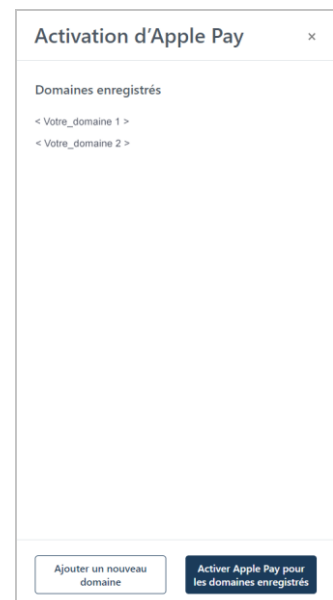 Activation d’Apple Pay ×
Domaines enregistrés
< Votre_domaine 1 >
< Votre_domaine 2 >
Ajouter un nouveau
domaine
Activer Apple Pay pour
les domaines enregistrés